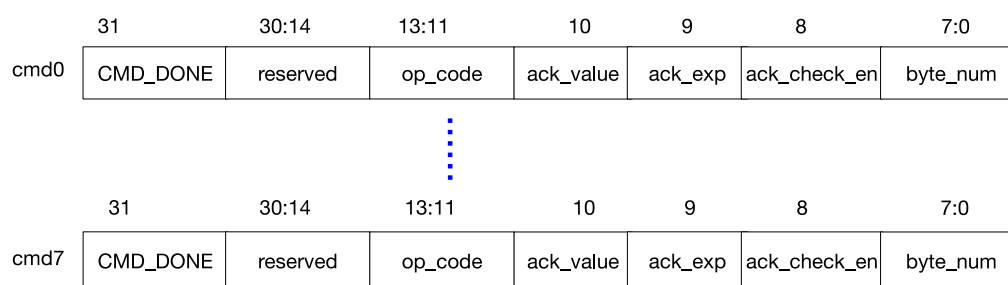 31 30:14 13:11 10 9 8 7:0
cmd0 CMD_DONE reserved op_code ack_value ack_exp ack_check_en byte_num
31 30:14 13:11 10 9 8 7:0
cmd7 CMD_DONE reserved op_code ack_value ack_exp ack_check_en byte_num